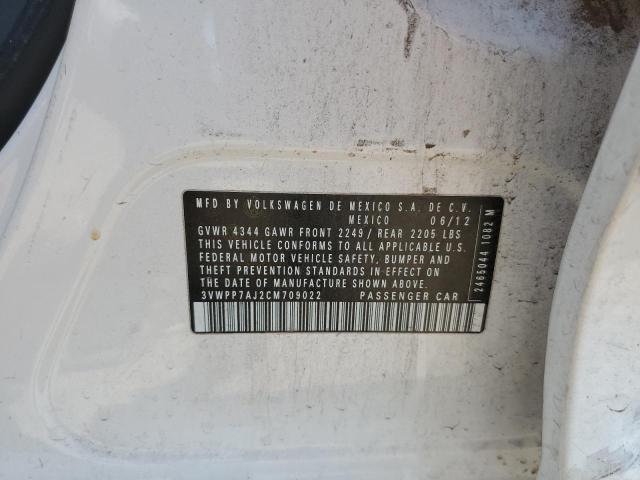 MFD BY VOLKSWAGEN DE MEXICO S.A. DE C.V.
MEXICO 06/12
GVWR 4344 GAWR FRONT 2249 / REAR 2205 LBS
THIS VEHICLE CONFORMS TO ALL APPLICABLE U.S.
FEDERAL MOTOR VEHICLE SAFETY, BUMPER AND
THEFT PREVENTION STANDARDS IN EFFECT ON
THE DATE OF MANUFACTURE SHOWN ABOVE.
3VWPP7AJ2CM709022 PASSENGER CAR
2465044 1082 M